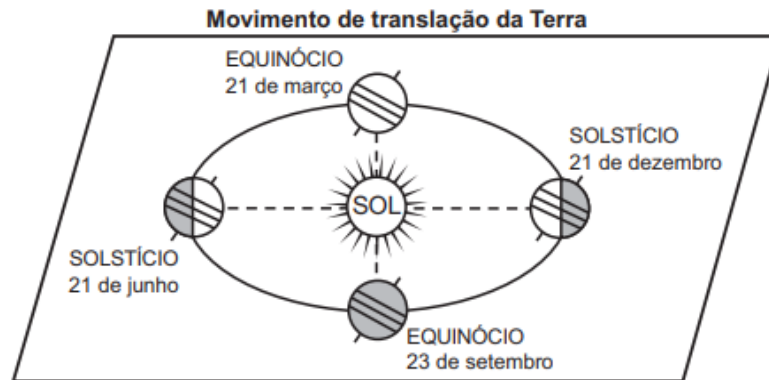 Movimento de translação da Terra
EQUINÓCIO
21 de março
SOLSTÍCIO
21 de dezembro
SOL
SOLSTÍCIO
21 de junho
EQUINÓCIO
23 de setembro